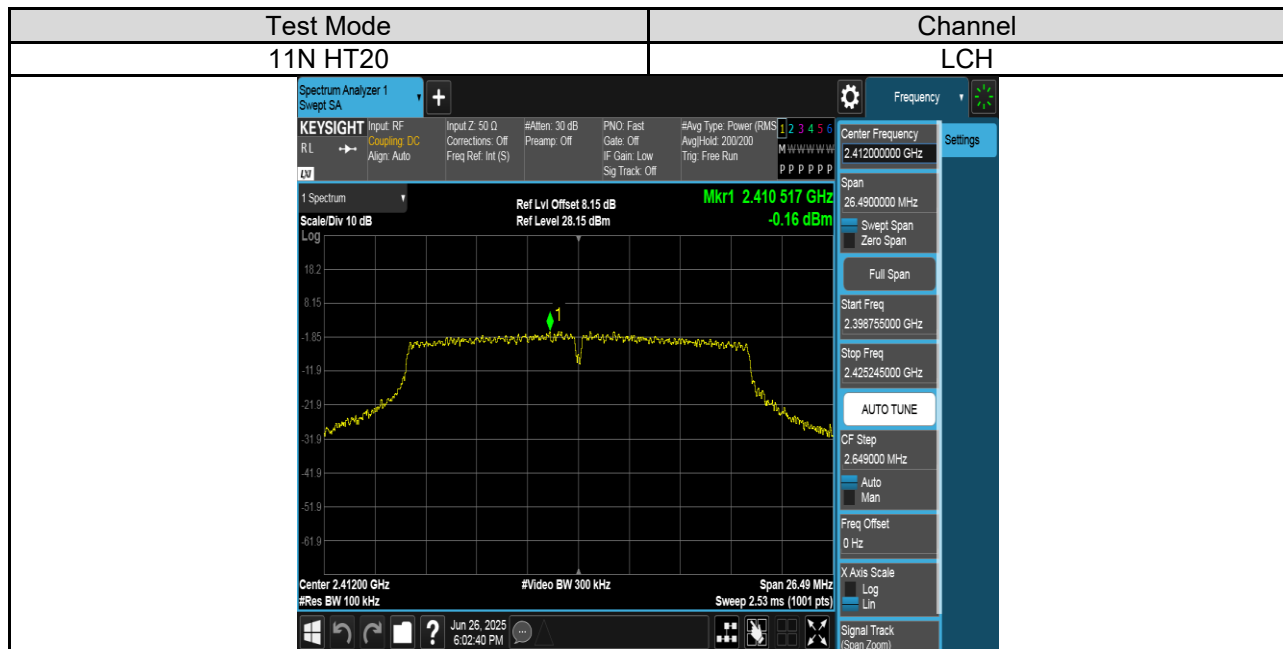 Test Mode Channel
11N HT20 LCH
Spectrum Analyzer 1
Swept SA
Frequency
KEYSIGHT Input: RF Input Z: 50 Ω #Atten: 30 dB PNO: Fast #Avg Type: Power (RMS 1 2 3 4 5 6
RL Coupling: DC Corrections: Off Preamp: Off Gate: Off Avg|Hold: 200/200 M W W W W W
Align: Auto Freq Ref: Int (S) IF Gain: Low Trig: Free Run
LXI Sig Track: Off P P P P P P
Center Frequency
2.412000000 GHz
Settings
Span
26.4900000 MHz
Swept Span
Zero Span
Full Span
Start Freq
2.398755000 GHz
Stop Freq
2.425245000 GHz
AUTO TUNE
CF Step
2.649000 MHz
Auto
Man
Freq Offset
0 Hz
X Axis Scale
Log
Lin
Signal Track
(Span Zoom)
1 Spectrum Ref Lvl Offset 8.15 dB Mkr1 2.410 517 GHz
Scale/Div 10 dB Ref Level 28.15 dBm -0.16 dBm
Log
18.2
8.15
1
-1.85
-11.9
-21.9
-31.9
-41.9
-51.9
-61.9
Center 2.41200 GHz #Video BW 300 kHz Span 26.49 MHz
#Res BW 100 kHz Sweep 2.53 ms (1001 pts)
? Jun 26, 2025
6:02:40 PM